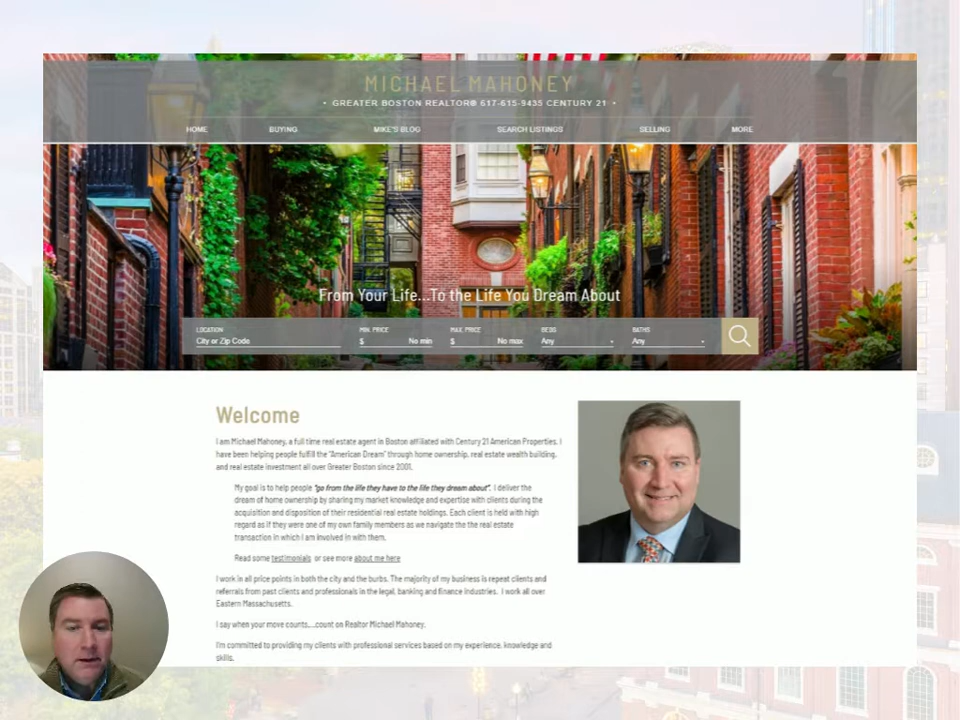 MICHAEL MAHONEY
• GREATER BOSTON REALTOR® 617-615-9435 CENTURY 21 •
HOME BUYING MIKE'S BLOG SEARCH LISTINGS SELLING MORE
From Your Life...To the Life You Dream About
LOCATION MIN. PRICE MAX. PRICE BEDS BATHS
City or Zip Code $ No min $ No max Any Any
Welcome
I am Michael Mahoney, a full time real estate agent in Boston affiliated with Century 21 American Properties. I
have been helping people fulfill the "American Dream" through home ownership, real estate wealth building,
and real estate investment all over Greater Boston since 2001.
My goal is to help people "go from the life they have to the life they dream about". I deliver the
dream of home ownership by sharing my market knowledge and expertise with clients during the
acquisition and disposition of their residential real estate holdings. Each client is held with high
regard as if they were one of my own family members as we navigate the the real estate
transaction in which I am involved in with them.
Read some testimonials or see more about me here
I work in all price points in both the city and the burbs. The majority of my business is repeat clients and
referrals from past clients and professionals in the legal, banking and finance industries. I work all over
Eastern Massachusetts.
I say when your move counts....count on Realtor Michael Mahoney.
I'm committed to providing my clients with professional services based on my experience, knowledge and
skills.